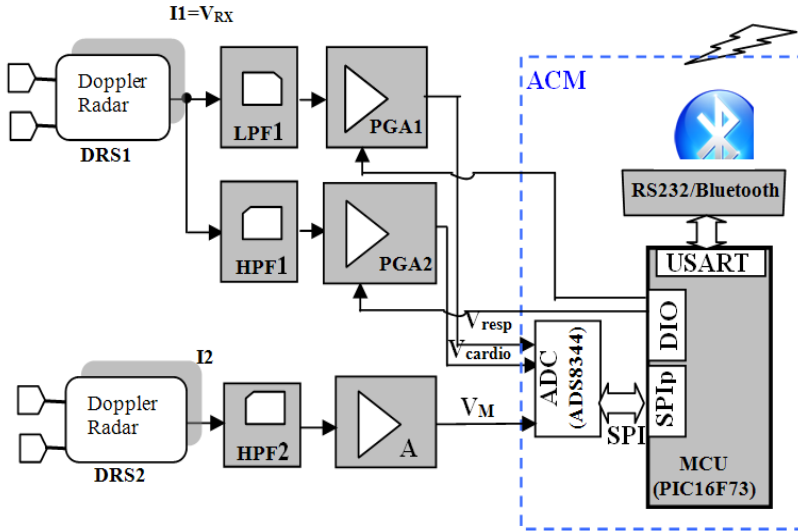 I1=VRX
Doppler
Radar
DRS1
LPF1
PGA1
ACM
RS232/Bluetooth
HPF1
PGA2
USART
DIO
Vresp
Vcardio
ADC
(ADS8344)
SPIp
SPI
I2
Doppler
Radar
DRS2
HPF2
A
VM
MCU
(PIC16F73)